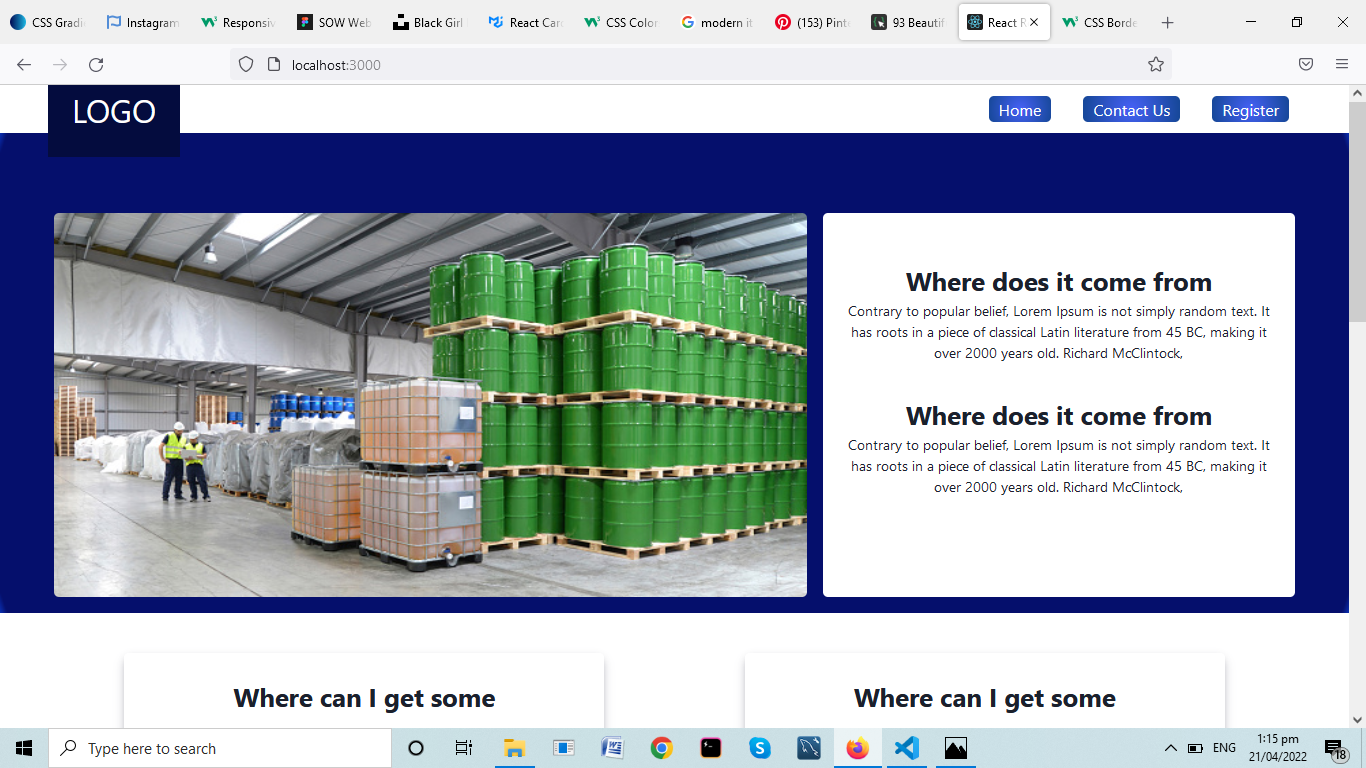 CSS Gradi
Instagram
Responsiv
SOW Web
Black Girl
React Car
CSS Color
modern it
(153) Pint
93 Beautif
React R
CSS Borde
localhost:3000
LOGO
Home
Contact Us
Register
Where does it come from
Contrary to popular belief, Lorem Ipsum is not simply random text. It
has roots in a piece of classical Latin literature from 45 BC, making it
over 2000 years old. Richard McClintock,
Where does it come from
Contrary to popular belief, Lorem Ipsum is not simply random text. It
has roots in a piece of classical Latin literature from 45 BC, making it
over 2000 years old. Richard McClintock,
Where can I get some
Where can I get some
Type here to search
ENG
1:15 pm
21/04/2022
18